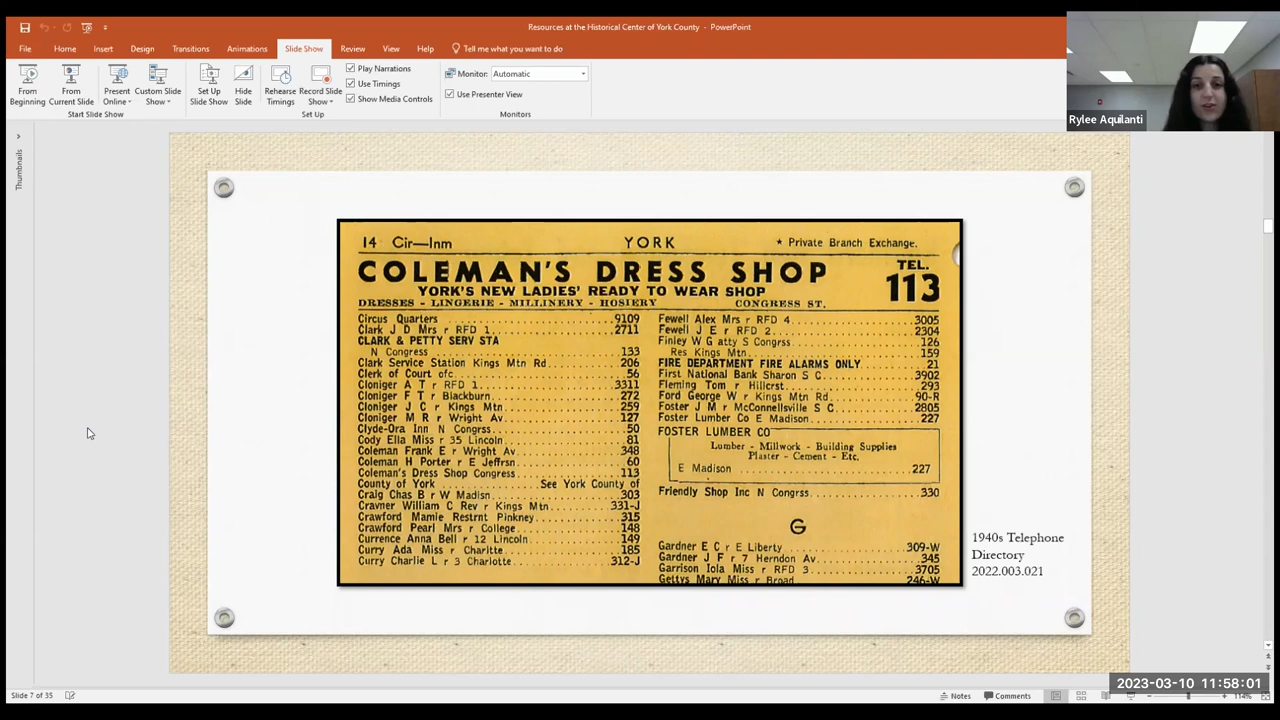 Resources at the Historical Center of York County - PowerPoint
File Home Insert Design Transitions Animations Slide Show Review View Help Tell me what you want to do
From Beginning
From Current Slide
Present Online
Custom Slide Show
Start Slide Show
Set Up Slide Show
Hide Slide
Rehearse Timings
Record Slide Show
Play Narrations
Use Timings
Show Media Controls
Set Up
Monitor: Automatic
Use Presenter View
Monitors
Rylee Aquilanti
Thumbnails
14 Cir—Inm YORK ★ Private Branch Exchange.
COLEMAN'S DRESS SHOP
YORK'S NEW LADIES' READY TO WEAR SHOP
DRESSES - LINGERIE - MILLINERY - HOSIERY CONGRESS ST.
TEL.
113
Circus Quarters 9109
Clark J D Mrs r RFD 1 2711
CLARK & PETTY SERV STA
N Congress 133
Clark Service Station Kings Mtn Rd 206
Clerk of Court ofc 56
Cloniger A T r RFD 1 3311
Cloniger F T r Blackburn 272
Cloniger J C r Kings Mtn 259
Cloniger M R r Wright Av 127
Clyde-Ora Inn N Congrss 50
Cody Ella Miss r 35 Lincoln 81
Coleman Frank E r Wright Av 348
Coleman H Porter r E Jeffrsn 60
Coleman's Dress Shop Congress 113
County of York See York County of
Craig Chas B r W Madisn 303
Cravner William C Rev r Kings Mtn 331-J
Crawford Mamie Restrnt Pinkney 315
Crawford Pearl Mrs r College 148
Currence Anna Bell r 12 Lincoln 149
Curry Ada Miss r Charltte 185
Curry Charlie L r 3 Charlotte 312-J
Fewell Alex Mrs r RFD 4 3005
Fewell J E r RFD 2 2304
Finley W G atty S Congrss 126
Res Kings Mtn 159
FIRE DEPARTMENT FIRE ALARMS ONLY 21
First National Bank Sharon S C 3902
Fleming Tom r Hillcrst 293
Ford George W r Kings Mtn Rd 90-R
Foster J M r McConnellsville S C 2805
Foster Lumber Co E Madison 227
FOSTER LUMBER CO
Lumber - Millwork - Building Supplies
Plaster - Cement - Etc.
E Madison 227
Friendly Shop Inc N Congrss 330
G
Gardner E C r E Liberty 309-W
Gardner J F r 7 Herndon Av 345
Garrison Iola Miss r RFD 3 3705
Gettys Mary Miss r Broad 246-W
1940s Telephone
Directory
2022.003.021
2023-03-10 11:58:01
Slide 7 of 35
Notes Comments 114%